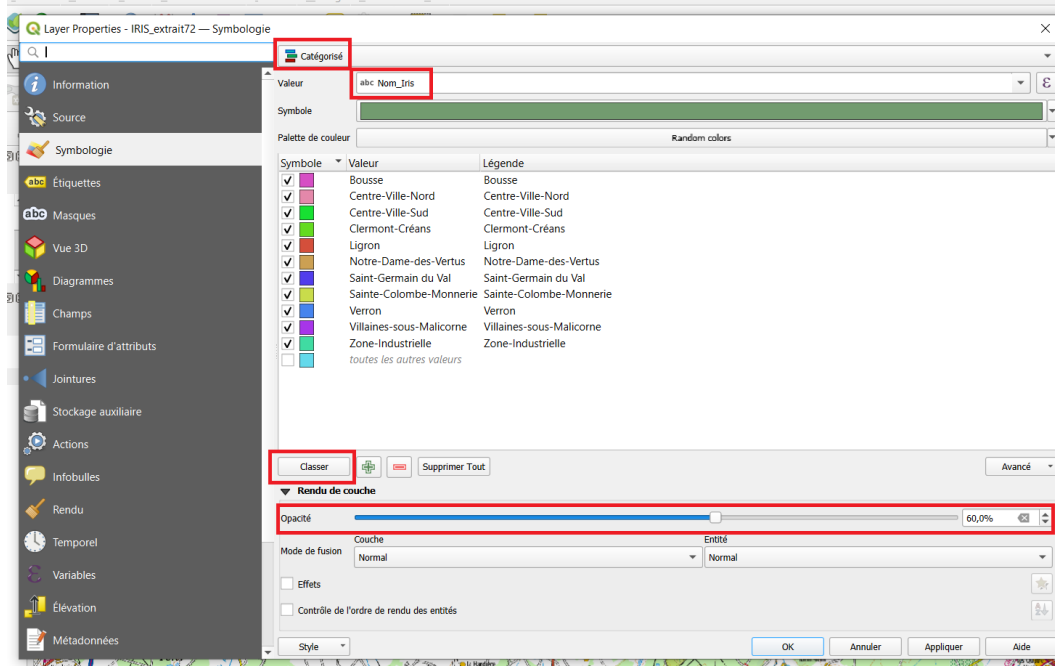 Layer Properties - IRIS_extrait72 — Symbologie
Information
Source
Symbologie
abc Étiquettes
abc Masques
Vue 3D
Diagrammes
Champs
Formulaire d'attributs
Jointures
Stockage auxiliaire
Actions
Infobulles
Rendu
Temporel
Variables
Élévation
Métadonnées
Catégorisé
Valeur abc Nom_Iris ε
Symbole
Palette de couleur Random colors
Symbole Valeur Légende
Bousse Bousse
Centre-Ville-Nord Centre-Ville-Nord
Centre-Ville-Sud Centre-Ville-Sud
Clermont-Créans Clermont-Créans
Ligron Ligron
Notre-Dame-des-Vertus Notre-Dame-des-Vertus
Saint-Germain du Val Saint-Germain du Val
Sainte-Colombe-Monnerie Sainte-Colombe-Monnerie
Verron Verron
Villaines-sous-Malicorne Villaines-sous-Malicorne
Zone-Industrielle Zone-Industrielle
toutes les autres valeurs
Classer Supprimer Tout Avancé
Rendu de couche
Opacité 60,0%
Couche Entité
Mode de fusion Normal Normal
Effets
Contrôle de l'ordre de rendu des entités
Style OK Annuler Appliquer Aide